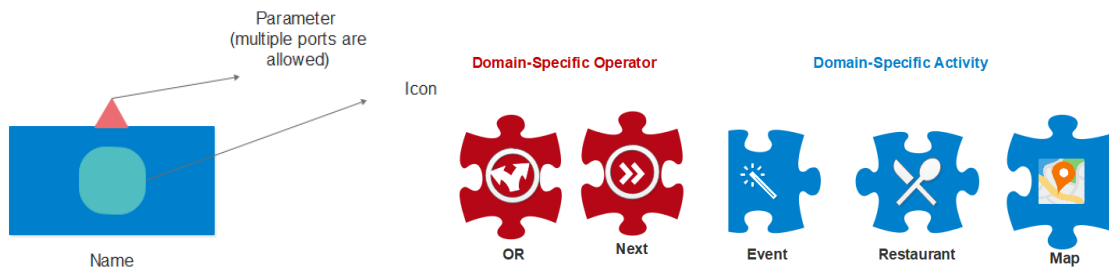 Parameter
(multiple ports are
allowed)
Icon
Name
Domain-Specific Operator
OR
Next
Domain-Specific Activity
Event
Restaurant
Map